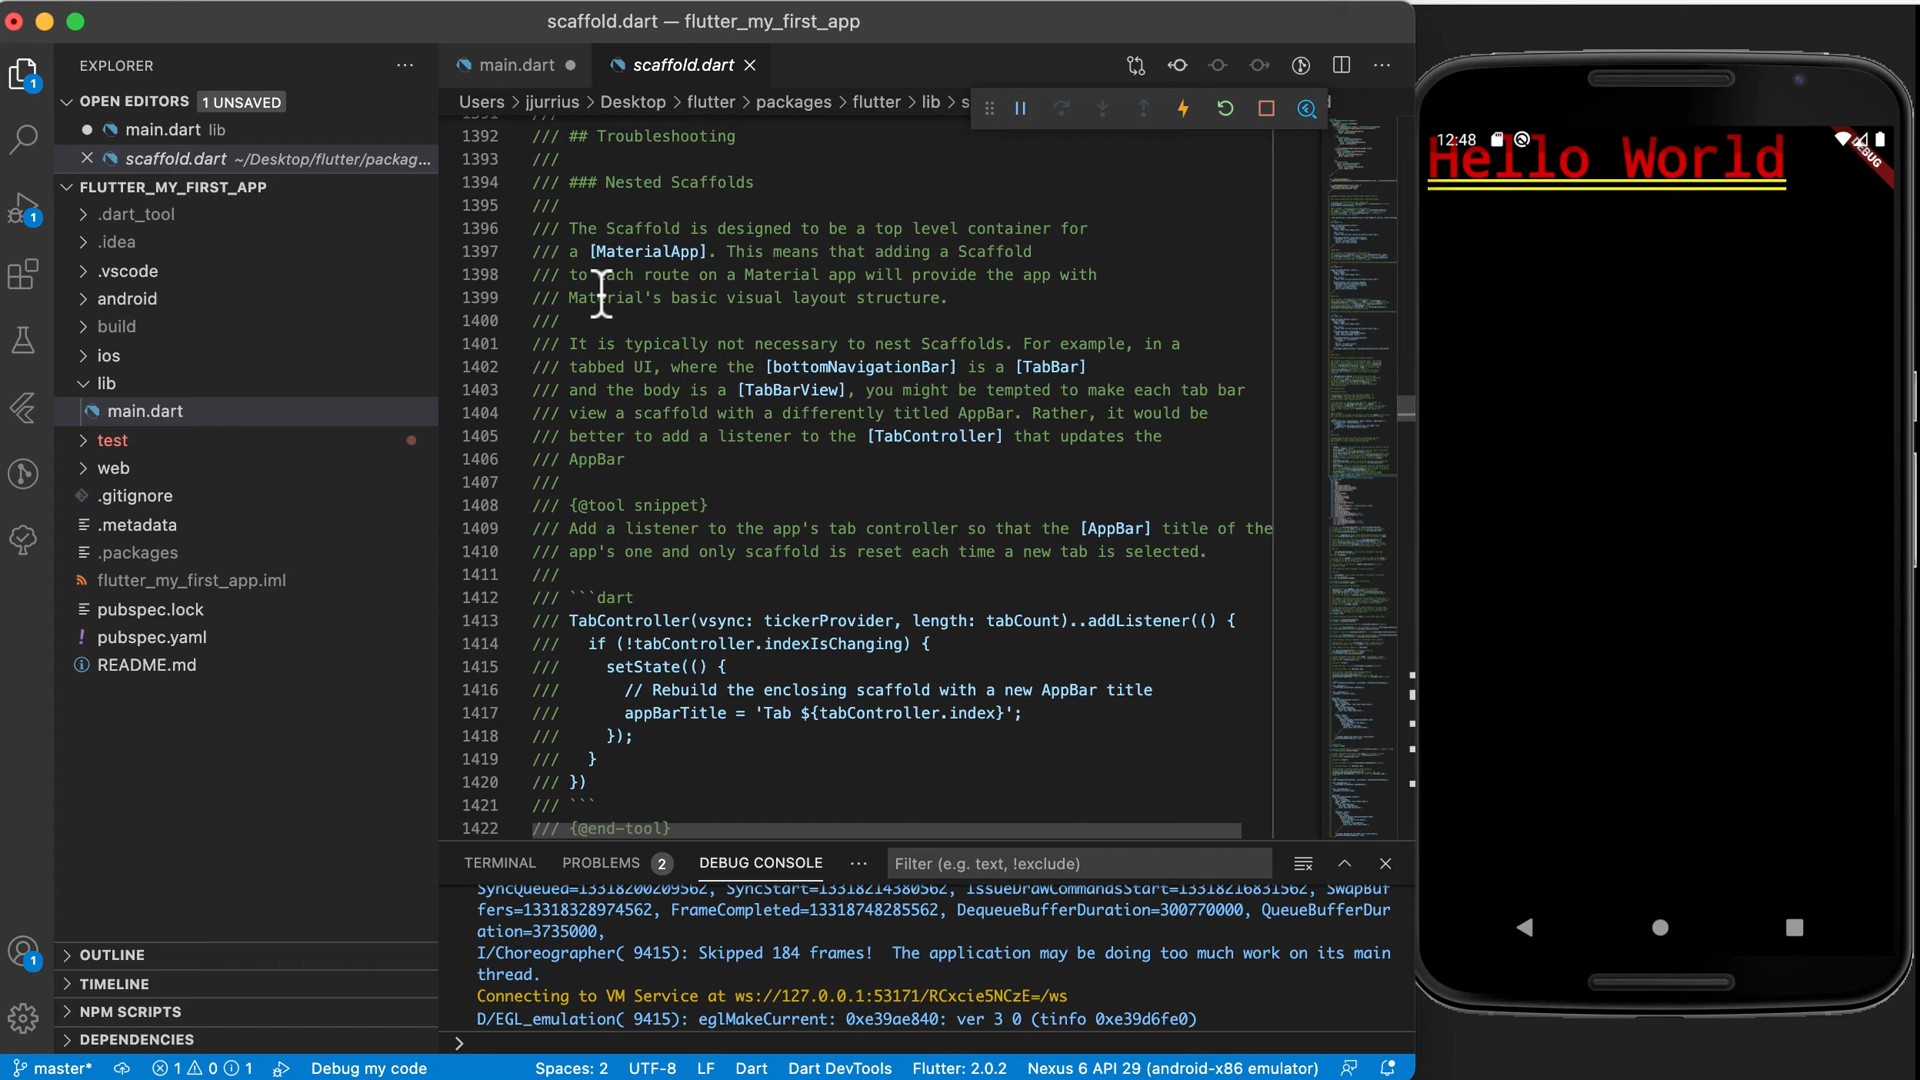 scaffold.dart — flutter_my_first_app
EXPLORER
main.dart
scaffold.dart
OPEN EDITORS 1 UNSAVED
Users > jjurrius > Desktop > flutter > packages > flutter > lib > s
main.dart lib
scaffold.dart ~/Desktop/flutter/packag...
FLUTTER_MY_FIRST_APP
.dart_tool
.idea
.vscode
android
build
ios
lib
main.dart
test
web
.gitignore
.metadata
.packages
flutter_my_first_app.iml
pubspec.lock
pubspec.yaml
README.md
OUTLINE
TIMELINE
NPM SCRIPTS
DEPENDENCIES
1392 /// ## Troubleshooting
1393 ///
1394 /// ### Nested Scaffolds
1395 ///
1396 /// The Scaffold is designed to be a top level container for
1397 /// a [MaterialApp]. This means that adding a Scaffold
1398 /// to each route on a Material app will provide the app with
1399 /// Material's basic visual layout structure.
1400 ///
1401 /// It is typically not necessary to nest Scaffolds. For example, in a
1402 /// tabbed UI, where the [bottomNavigationBar] is a [TabBar]
1403 /// and the body is a [TabBarView], you might be tempted to make each tab bar
1404 /// view a scaffold with a differently titled AppBar. Rather, it would be
1405 /// better to add a listener to the [TabController] that updates the
1406 /// AppBar
1407 ///
1408 /// {@tool snippet}
1409 /// Add a listener to the app's tab controller so that the [AppBar] title of the
1410 /// app's one and only scaffold is reset each time a new tab is selected.
1411 ///
1412 /// ```dart
1413 /// TabController(vsync: tickerProvider, length: tabCount)..addListener(() {
1414 ///   if (!tabController.indexIsChanging) {
1415 ///     setState(() {
1416 ///       // Rebuild the enclosing scaffold with a new AppBar title
1417 ///       appBarTitle = 'Tab ${tabController.index}';
1418 ///     });
1419 ///   }
1420 /// })
1421 /// ```
1422 /// {@end-tool}
TERMINAL PROBLEMS 2 DEBUG CONSOLE ··· Filter (e.g. text, !exclude)
SyncQueued=13318200209562, SyncStart=13318214380562, IssueDrawCommandsStart=13318216831562, SwapBuf
fers=13318328974562, FrameCompleted=13318748285562, DequeueBufferDuration=300770000, QueueBufferDur
ation=3735000,
I/Choreographer( 9415): Skipped 184 frames!  The application may be doing too much work on its main
thread.
Connecting to VM Service at ws://127.0.0.1:53171/RCxcie5NCzE=/ws
D/EGL_emulation( 9415): eglMakeCurrent: 0xe39ae840: ver 3 0 (tinfo 0xe39d6fe0)
master* 1 0 1 Debug my code Spaces: 2 UTF-8 LF Dart Dart DevTools Flutter: 2.0.2 Nexus 6 API 29 (android-x86 emulator)
12:48
DEBUG
Hello World